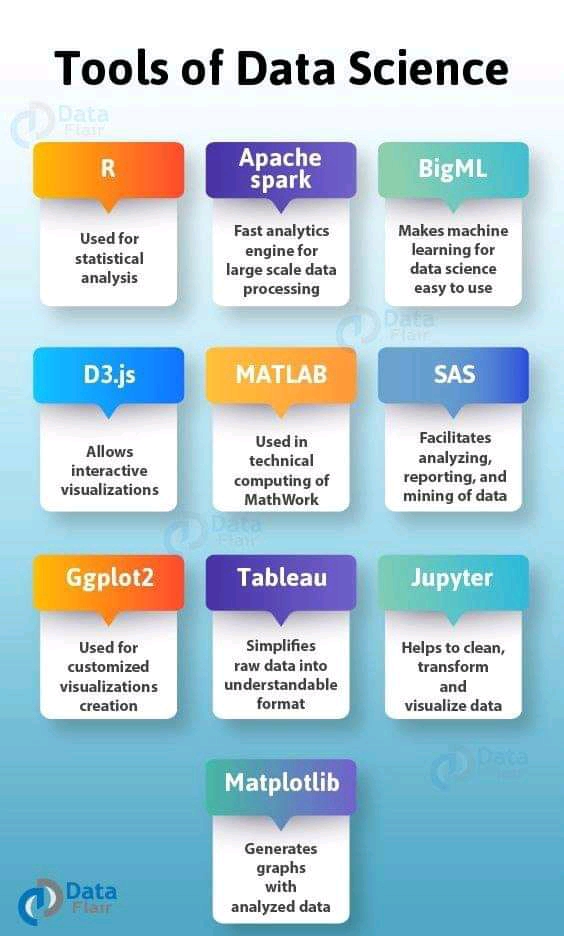 Tools of Data Science
Data
Flair
R
Used for
statistical
analysis
Apache
spark
Fast analytics
engine for
large scale data
processing
BigML
Makes machine
learning for
data science
easy to use
Data
Flair
D3.js
Allows
interactive
visualizations
MATLAB
Used in
technical
computing of
MathWork
SAS
Facilitates
analyzing,
reporting, and
mining of data
Data
Flair
Ggplot2
Used for
customized
visualizations
creation
Tableau
Simplifies
raw data into
understandable
format
Jupyter
Helps to clean,
transform
and
visualize data
Data
Flair
Matplotlib
Generates
graphs
with
analyzed data
Data
Flair